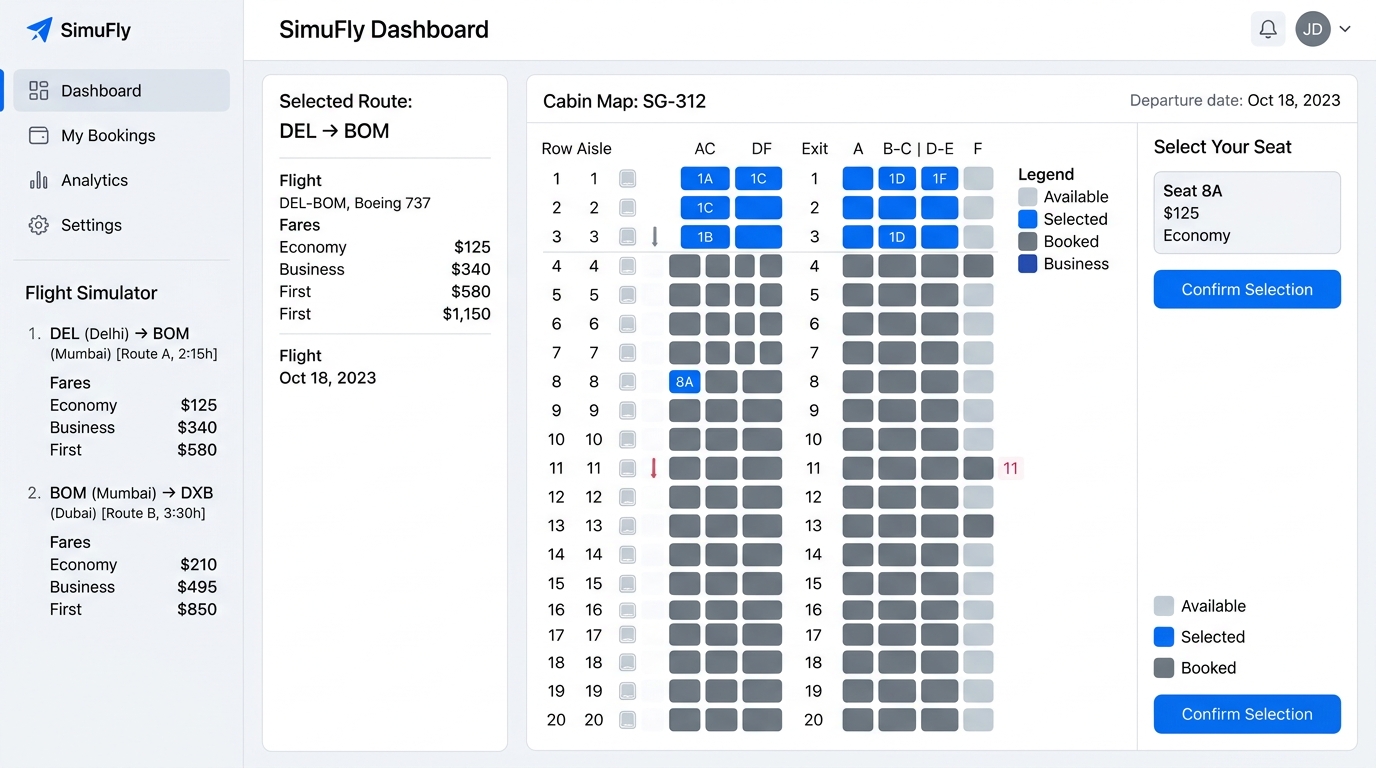 SimuFly
Dashboard
My Bookings
Analytics
Settings
Flight Simulator
1. DEL (Delhi) → BOM
(Mumbai) [Route A, 2:15h]
Fares
Economy $125
Business $340
First $580
2. BOM (Mumbai) → DXB
(Dubai) [Route B, 3:30h]
Fares
Economy $210
Business $495
First $850
SimuFly Dashboard
JD
Selected Route:
DEL → BOM
Flight
DEL-BOM, Boeing 737
Fares
Economy $125
Business $340
First $580
First $1,150
Flight
Oct 18, 2023
Cabin Map: SG-312
Departure date: Oct 18, 2023
Row Aisle AC DF Exit A B-C | D-E F
1 1 1A 1C 1 1D 1F
2 2 1C 2
3 3 1B 3 1D
4 4 4
5 5 5
6 6 6
7 7 7
8 8 8A 8
9 9 9
10 10 10
11 11 11 11
12 12 12
13 13 13
14 14 14
15 15 15
16 16 16
17 17 17
18 18 18
19 19 19
20 20 20
Legend
Available
Selected
Booked
Business
Select Your Seat
Seat 8A
$125
Economy
Confirm Selection
Available
Selected
Booked
Confirm Selection